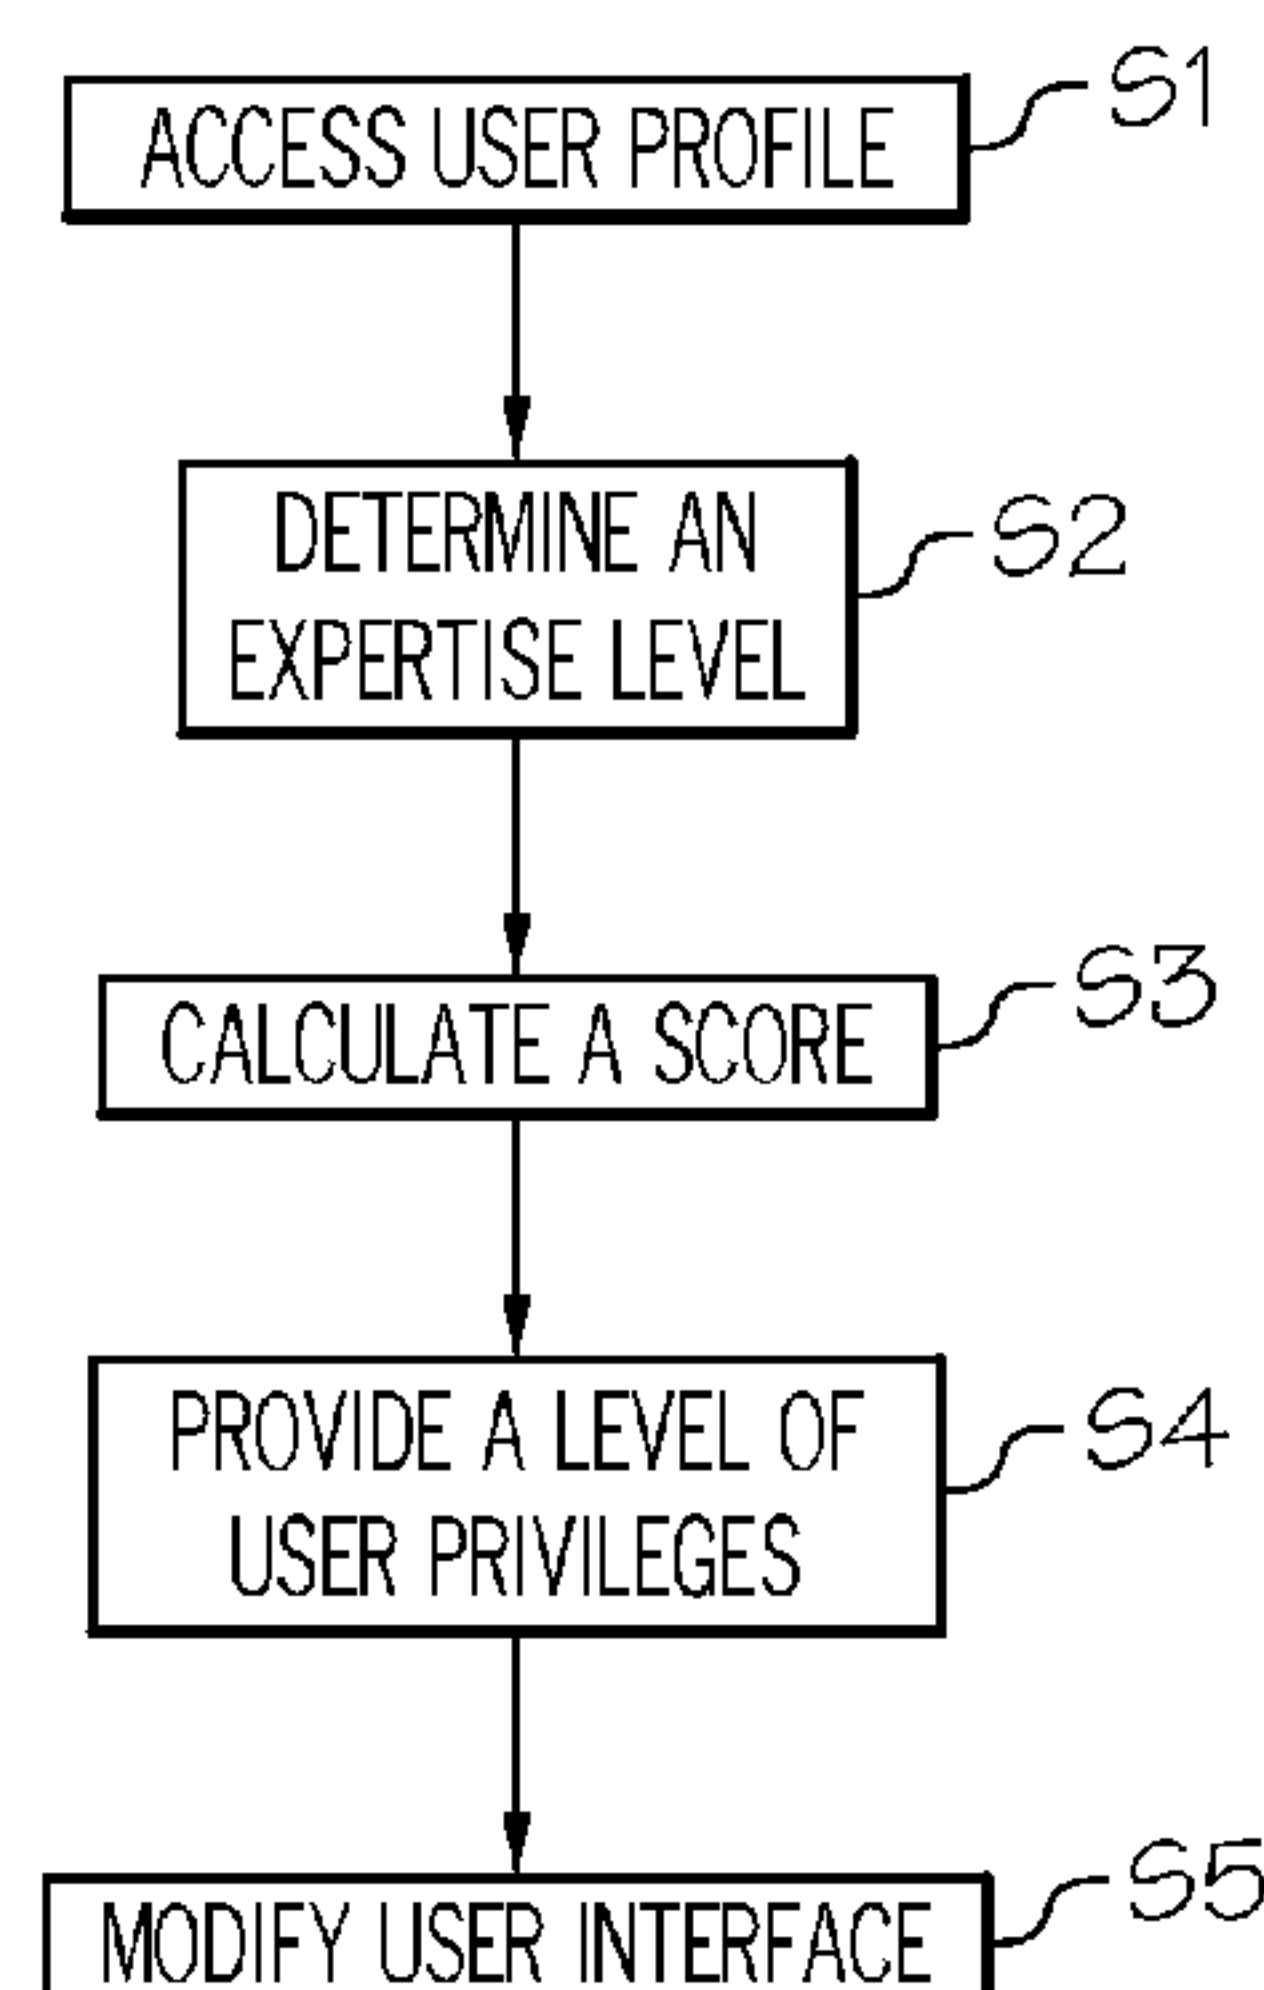 ACCESS USER PROFILE
S1
DETERMINE AN
EXPERTISE LEVEL
S2
CALCULATE A SCORE
S3
PROVIDE A LEVEL OF
USER PRIVILEGES
S4
MODIFY USER INTERFACE
S5